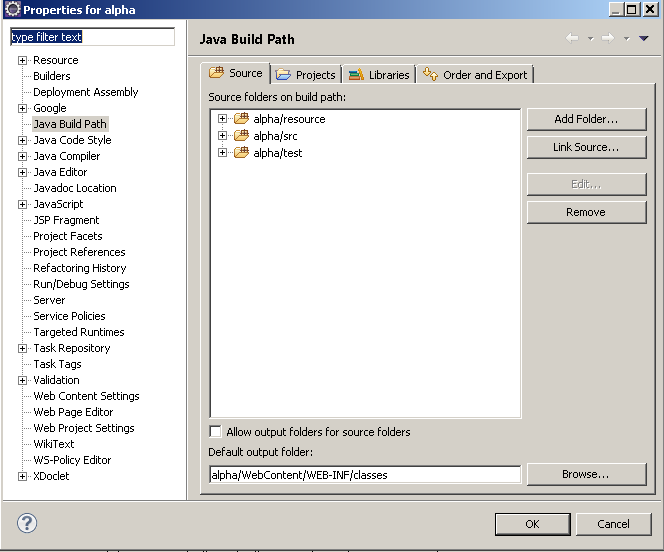 Properties for alpha
type filter text
Resource
Builders
Deployment Assembly
Google
Java Build Path
Java Code Style
Java Compiler
Java Editor
Javadoc Location
JavaScript
JSP Fragment
Project Facets
Project References
Refactoring History
Run/Debug Settings
Server
Service Policies
Targeted Runtimes
Task Repository
Task Tags
Validation
Web Content Settings
Web Page Editor
Web Project Settings
WikiText
WS-Policy Editor
XDoclet
Java Build Path
Source Projects Libraries Order and Export
Source folders on build path:
alpha/resource
alpha/src
alpha/test
Add Folder...
Link Source...
Edit...
Remove
Allow output folders for source folders
Default output folder:
alpha/WebContent/WEB-INF/classes
Browse...
?
OK
Cancel